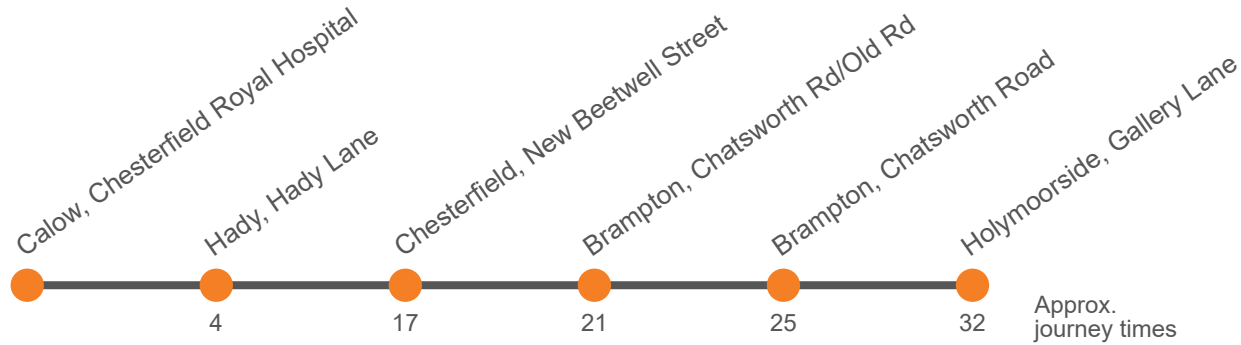 Calow, Chesterfield Royal Hospital
Hady, Hady Lane
Chesterfield, New Beetwell Street
Brampton, Chatsworth Rd/Old Rd
Brampton, Chatsworth Road
Holymoorside, Gallery Lane
4
17
21
25
32
Approx.
journey times